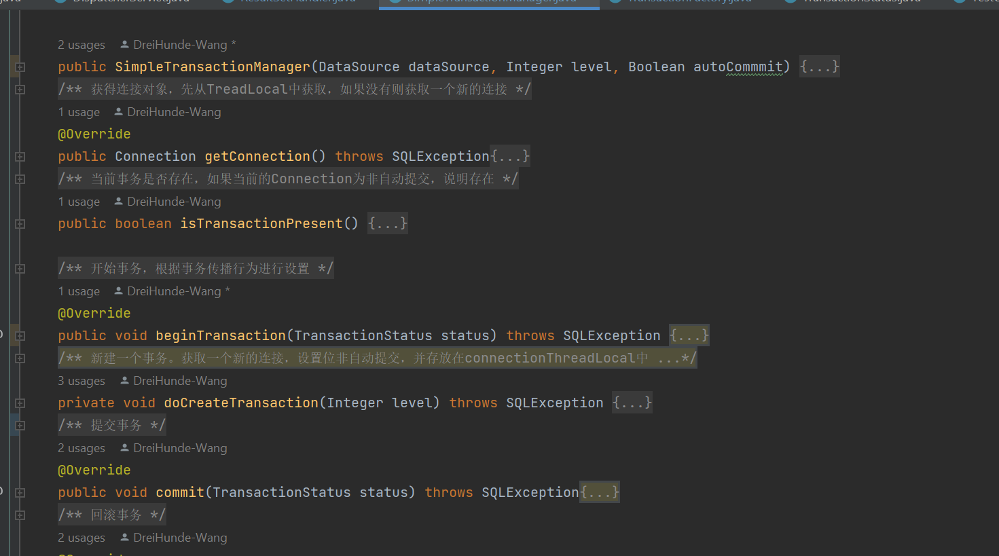 java DispatcherServlet.java ResultSetHandler.java SimpleTransactionManager.java TransactionFactory.java TransactionStatus.java
2 usages DreiHunde-Wang *
public SimpleTransactionManager(DataSource dataSource, Integer level, Boolean autoCommmit) {...}
/** 获得连接对象，先从TreadLocal中获取，如果没有则获取一个新的连接 */
1 usage DreiHunde-Wang
@Override
public Connection getConnection() throws SQLException{...}
/** 当前事务是否存在，如果当前的Connection为非自动提交，说明存在 */
1 usage DreiHunde-Wang
public boolean isTransactionPresent() {...}
/** 开始事务，根据事务传播行为进行设置 */
1 usage DreiHunde-Wang *
@Override
public void beginTransaction(TransactionStatus status) throws SQLException {...}
/** 新建一个事务。获取一个新的连接，设置位非自动提交，并存放在connectionThreadLocal中 ...*/
3 usages DreiHunde-Wang
private void doCreateTransaction(Integer level) throws SQLException {...}
/** 提交事务 */
2 usages DreiHunde-Wang
@Override
public void commit(TransactionStatus status) throws SQLException{...}
/** 回滚事务 */
2 usages DreiHunde-Wang